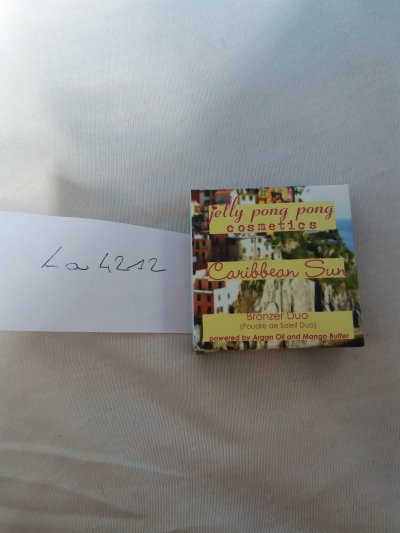 La 4212
jelly pong pong
cosmetics
Caribbean Sun
Bronzer Duo
(Poudre de Soleil Duo)
powered by Argan Oil and Mango Butter